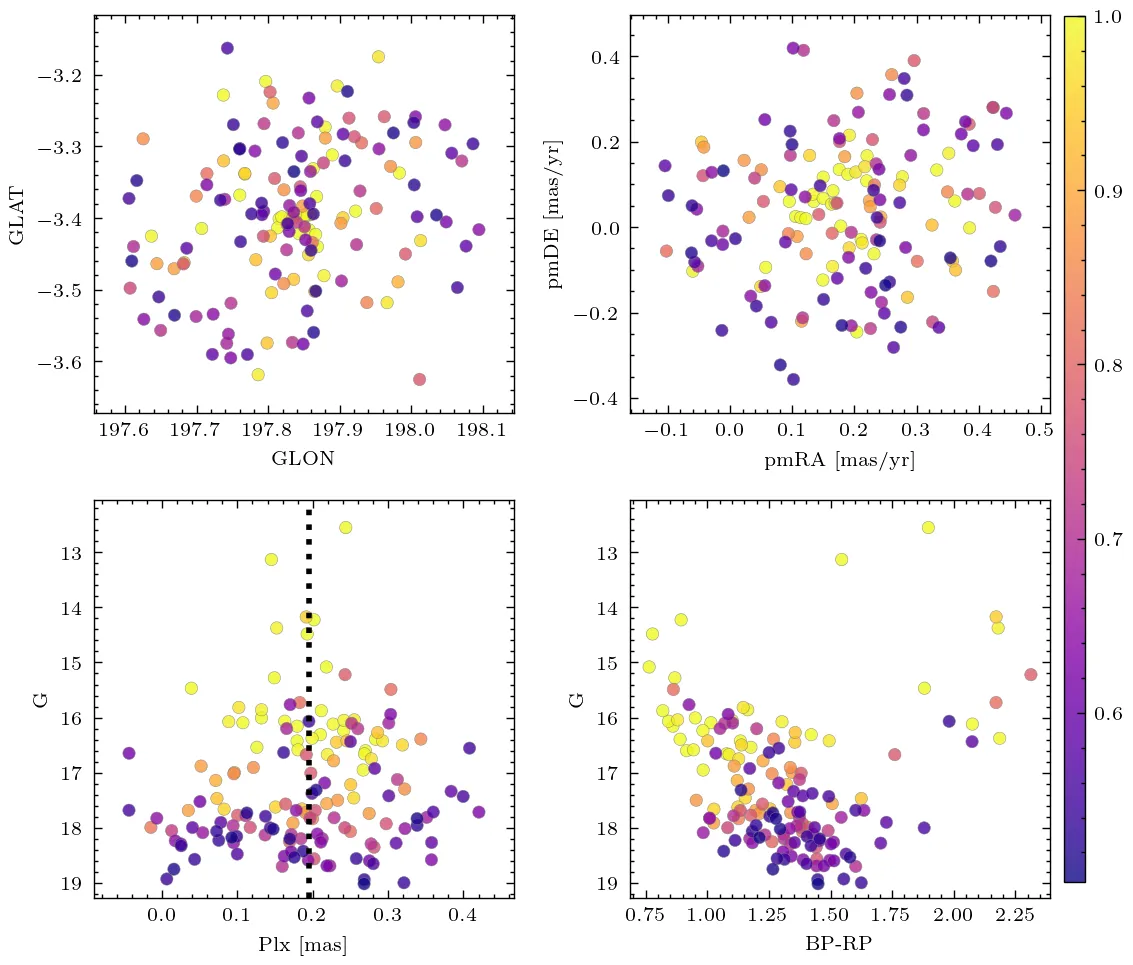 −3.2
−3.3
−3.4
−3.5
−3.6
GLAT
197.6 197.7 197.8 197.9 198.0 198.1
GLON
0.4
0.2
0.0
−0.2
−0.4
pmDE [mas/yr]
−0.1 0.0 0.1 0.2 0.3 0.4 0.5
pmRA [mas/yr]
1.0
0.9
0.8
0.7
0.6
13
14
15
16
17
18
19
G
0.0 0.1 0.2 0.3 0.4
Plx [mas]
13
14
15
16
17
18
19
G
0.75 1.00 1.25 1.50 1.75 2.00 2.25
BP-RP